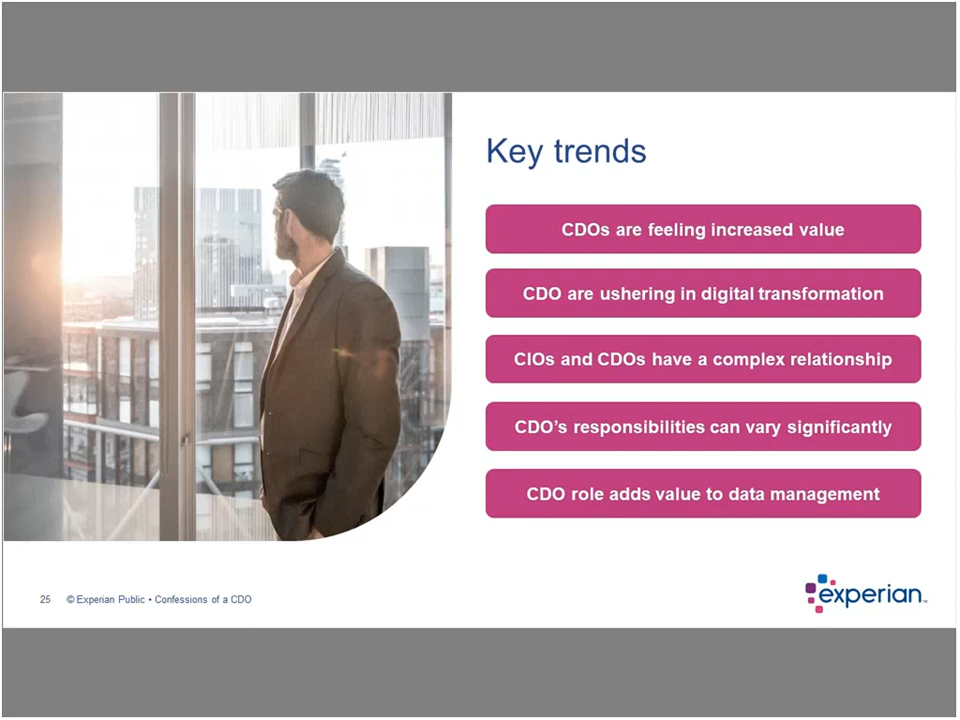 Key trends
CDOs are feeling increased value
CDO are ushering in digital transformation
CIOs and CDOs have a complex relationship
CDO’s responsibilities can vary significantly
CDO role adds value to data management
25 © Experian Public • Confessions of a CDO
experian™